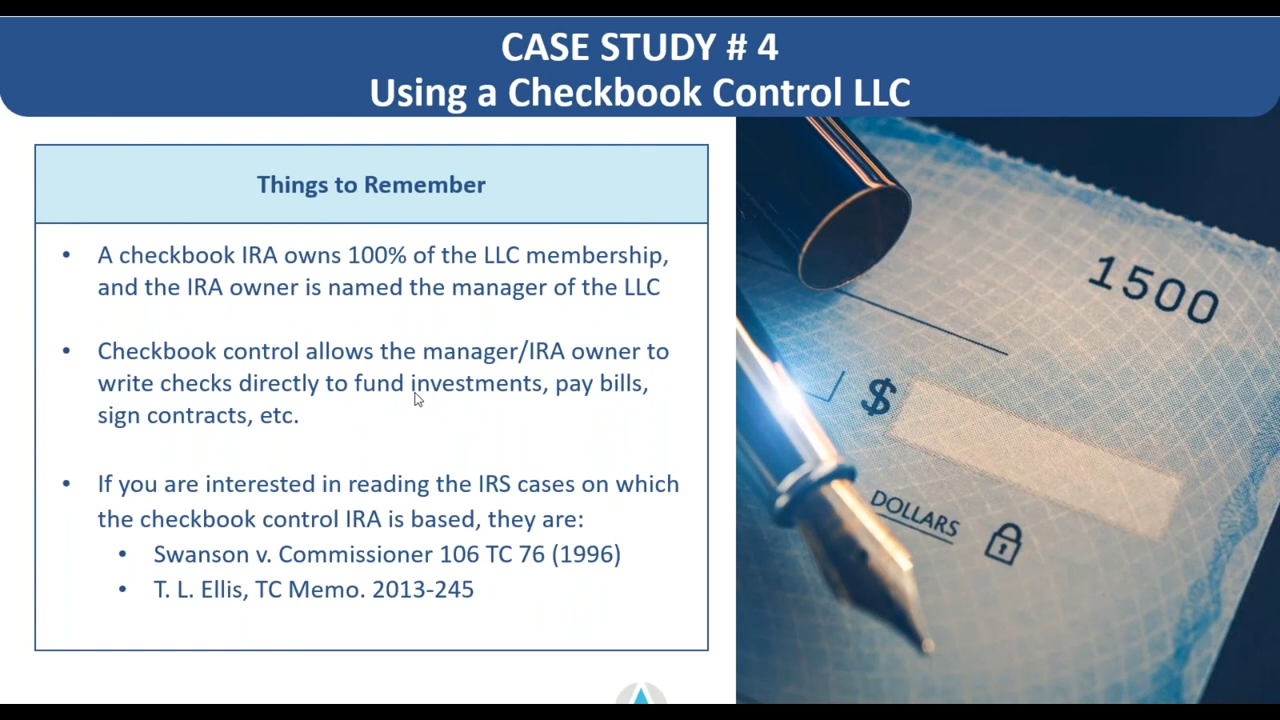 CASE STUDY # 4
Using a Checkbook Control LLC
Things to Remember
• A checkbook IRA owns 100% of the LLC membership,
and the IRA owner is named the manager of the LLC
• Checkbook control allows the manager/IRA owner to
write checks directly to fund investments, pay bills,
sign contracts, etc.
• If you are interested in reading the IRS cases on which
the checkbook control IRA is based, they are:
• Swanson v. Commissioner 106 TC 76 (1996)
• T. L. Ellis, TC Memo. 2013-245
1500
$
DOLLARS